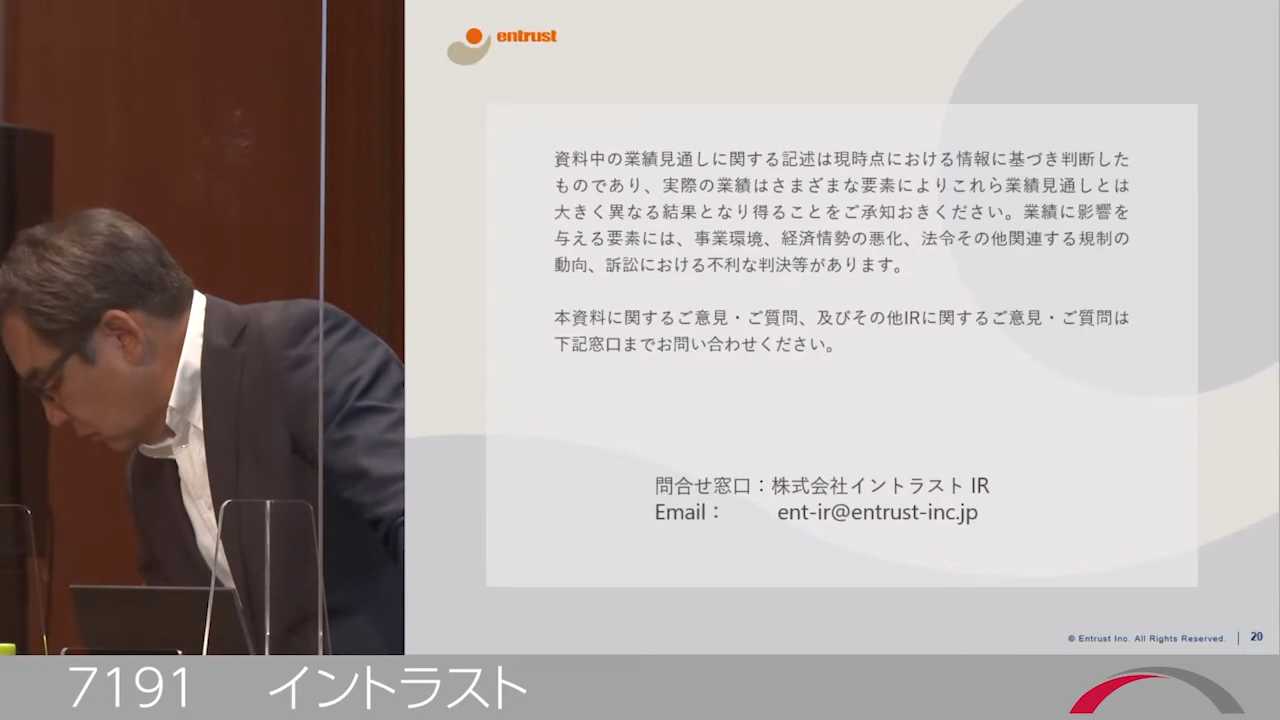 entrust
資料中の業績見通しに関する記述は現時点における情報に基づき判断した
ものであり、実際の業績はさまざまな要素によりこれら業績見通しとは
大きく異なる結果となり得ることをご承知おきください。業績に影響を
与える要素には、事業環境、経済情勢の悪化、法令その他関連する規制の
動向、訴訟における不利な判決等があります。
本資料に関するご意見・ご質問、及びその他IRに関するご意見・ご質問は
下記窓口までお問い合わせください。
問合せ窓口：株式会社イントラスト IR
Email： ent-ir@entrust-inc.jp
© Entrust Inc. All Rights Reserved. | 20
7191 イントラスト